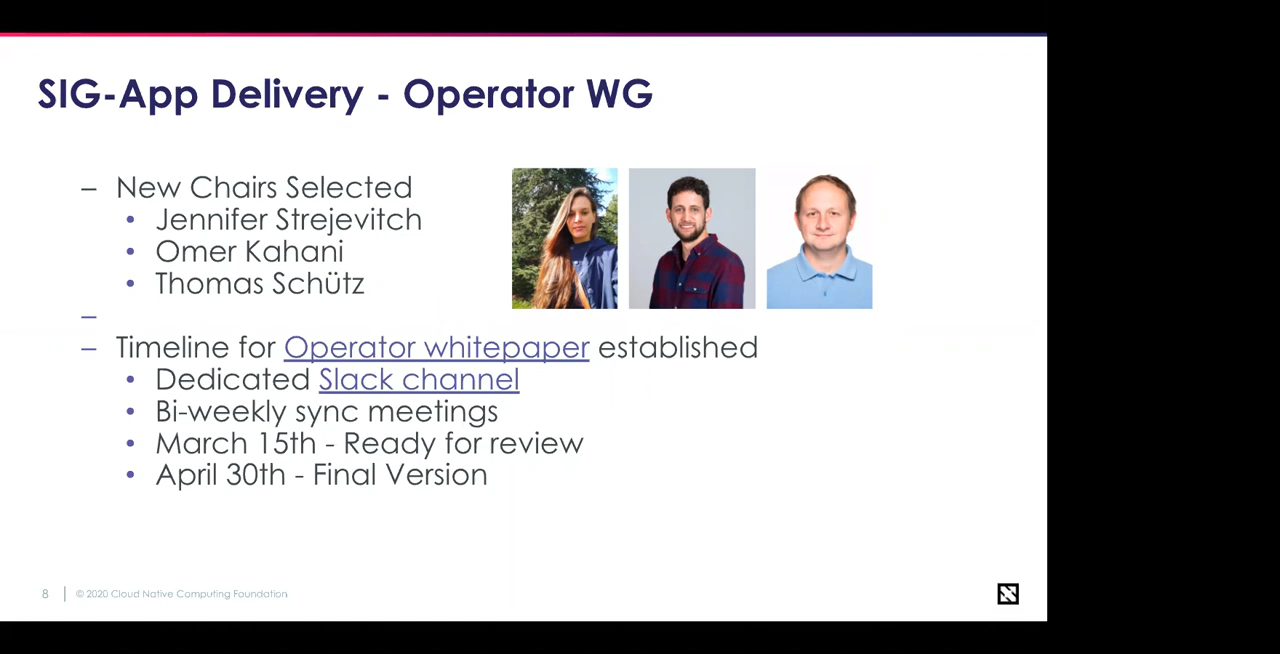 SIG-App Delivery - Operator WG
– New Chairs Selected
• Jennifer Strejevitch
• Omer Kahani
• Thomas Schütz
–
– Timeline for Operator whitepaper established
• Dedicated Slack channel
• Bi-weekly sync meetings
• March 15th - Ready for review
• April 30th - Final Version
8 | © 2020 Cloud Native Computing Foundation